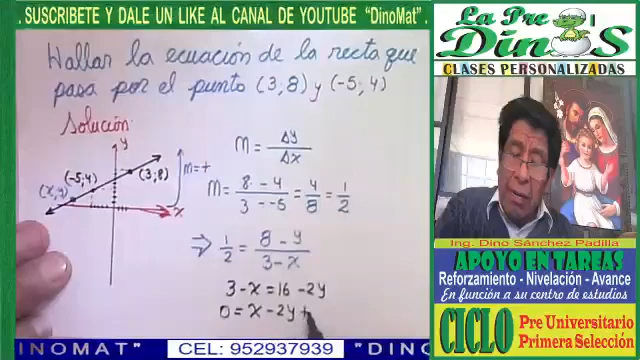 . SUSCRIBETE Y DALE UN LIKE AL CANAL DE YOUTUBE "DinoMat" .
La Pre
DinoS
CLASES PERSONALIZADAS
Hallar la ecuación de la recta que
pasa por el punto (3,8) y (-5,4)
Solución
(-5,4)
(3,8)
(x,y)
m=+
x
y
m = Δy/Δx
m = 8-4/3--5 = 4/8 = 1/2
⇒ 1/2 = 8-y/3-x
3-x = 16-2y
0 = x-2y+
Ing. Dino Sánchez Padilla
APOYO EN TAREAS
Reforzamiento - Nivelación - Avance
En función a su centro de estudios
CICLO Pre Universitario
Primera Selección
INOMAT" CEL: 952937939 "DINO